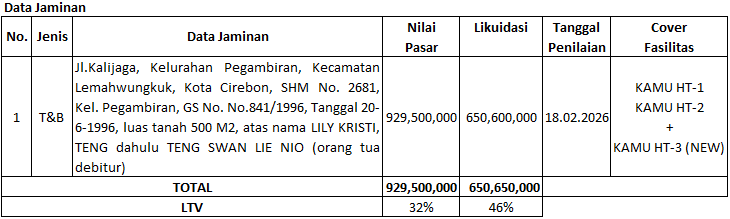 Data Jaminan
No. Jenis Data Jaminan Nilai Pasar Likuidasi Tanggal Penilaian Cover Fasilitas
1 T&B
Jl.Kalijaga, Kelurahan Pegambiran, Kecamatan
Lemahwungkuk, Kota Cirebon, SHM No. 2681,
Kel. Pegambiran, GS No. No.841/1996, Tanggal 20-
6-1996, luas tanah 500 M2, atas nama LILY KRISTI,
TENG dahulu TENG SWAN LIE NIO (orang tua
debitur)
929,500,000 650,600,000 18.02.2026
KAMU HT-1
KAMU HT-2
+
KAMU HT-3 (NEW)
TOTAL 929,500,000 650,650,000
LTV 32% 46%